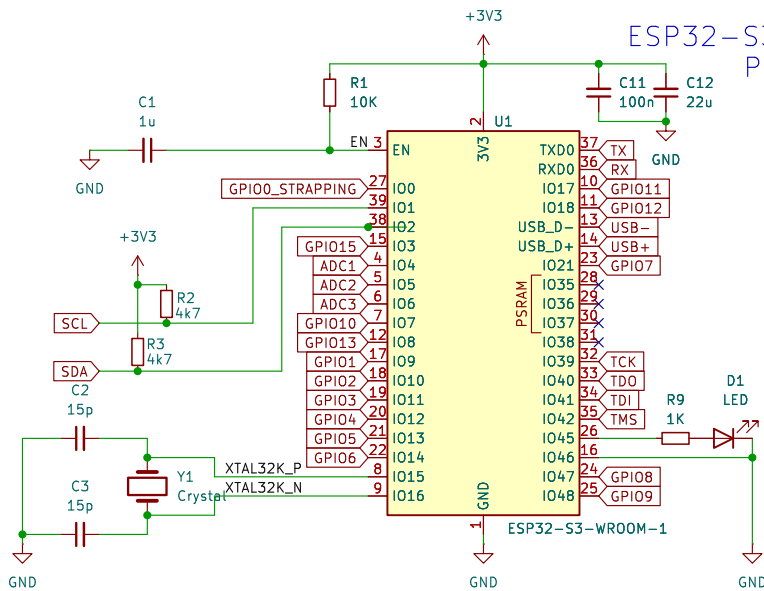 +3V3
ESP32-S3
P
C1
1u
R1
10K
C11
100n
C12
22u
GND
GND
U1
EN
3
EN
2
3V3
GPIO0_STRAPPING
27
IO0
39
IO1
38
IO2
GPIO15
15
IO3
ADC1
4
IO4
ADC2
5
IO5
ADC3
6
IO6
GPIO10
7
IO7
GPIO13
12
IO8
GPIO1
17
IO9
GPIO2
18
IO10
GPIO3
19
IO11
GPIO4
20
IO12
GPIO5
21
IO13
GPIO6
22
IO14
XTAL32K_P
8
IO15
XTAL32K_N
9
IO16
TXD0
37
TX
RXD0
36
RX
IO17
10
GPIO11
IO18
11
GPIO12
USB_D-
13
USB-
USB_D+
14
USB+
IO21
23
GPIO7
PSRAM
IO35
28
IO36
29
IO37
30
IO38
31
IO39
32
TCK
IO40
33
TDO
IO41
34
TDI
IO42
35
TMS
IO45
26
IO46
16
IO47
24
GPIO8
IO48
25
GPIO9
GND
1
ESP32-S3-WROOM-1
GND
+3V3
R2
4k7
SCL
R3
4k7
SDA
C2
15p
C3
15p
Y1
Crystal
GND
R9
1K
D1
LED
GND